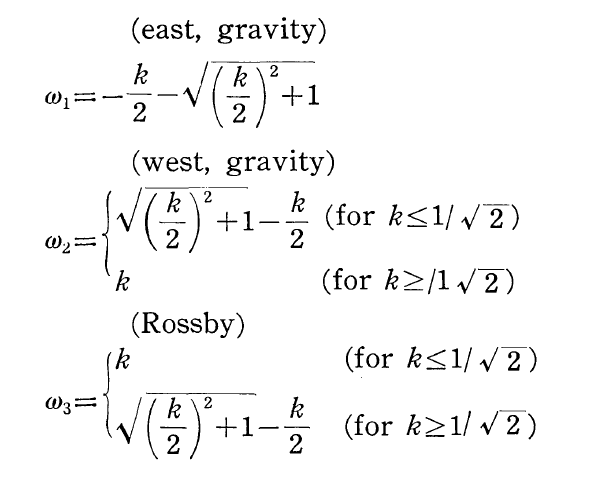 (east, gravity)
ω₁=−k/2−√((k/2)²+1)
(west, gravity)
ω₂={√((k/2)²+1)−k/2 (for k≤1/√2)
k (for k≥/1√2)
(Rossby)
ω₃={k (for k≤1/√2)
√((k/2)²+1)−k/2 (for k≥1/√2)